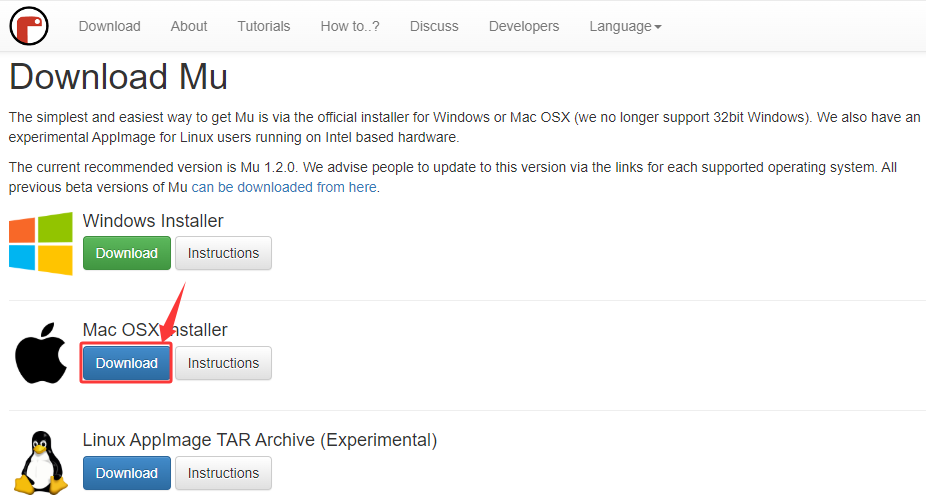 Download About Tutorials How to..? Discuss Developers Language
Download Mu
The simplest and easiest way to get Mu is via the official installer for Windows or Mac OSX (we no longer support 32bit Windows). We also have an
experimental AppImage for Linux users running on Intel based hardware.
The current recommended version is Mu 1.2.0. We advise people to update to this version via the links for each supported operating system. All
previous beta versions of Mu can be downloaded from here.
Windows Installer
Download Instructions
Mac OSX Installer
Download Instructions
Linux AppImage TAR Archive (Experimental)
Download Instructions